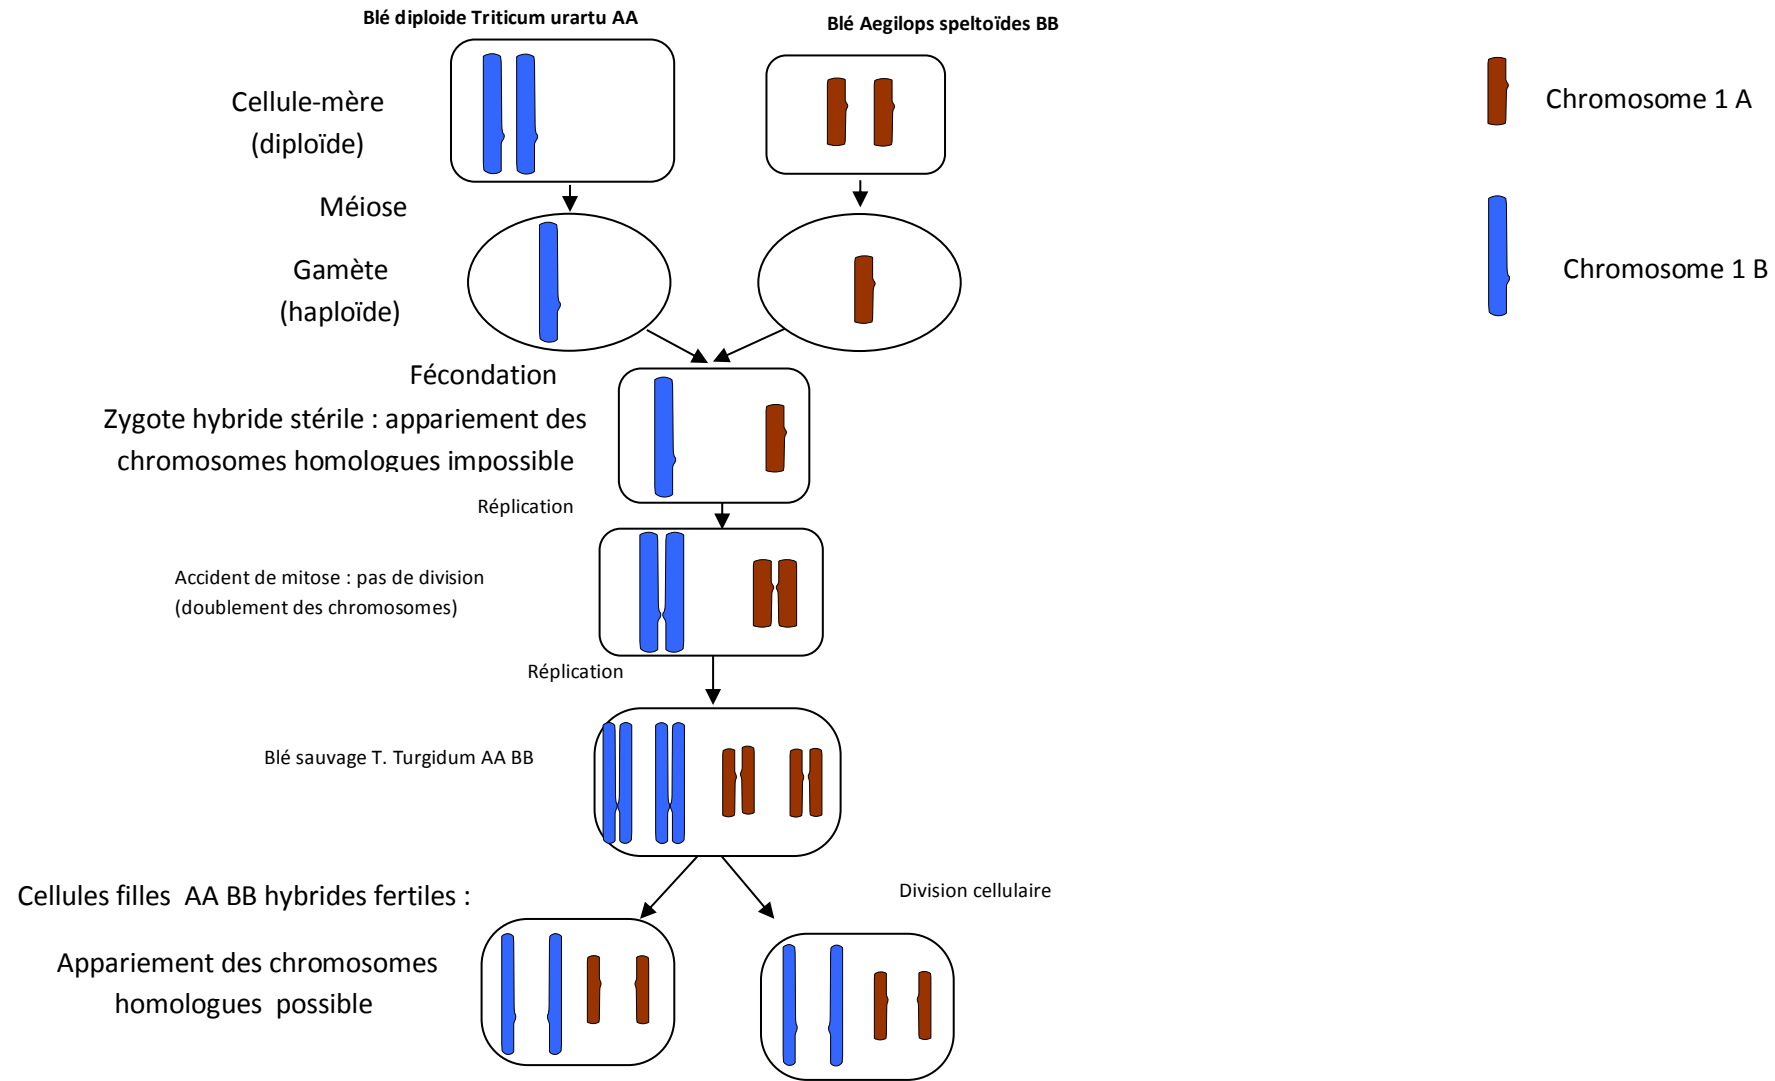 Blé diploide Triticum urartu AA
Blé Aegilops speltoïdes BB
Cellule-mère
(diploïde)
Chromosome 1 A
Méiose
Gamète
(haploïde)
Chromosome 1 B
Fécondation
Zygote hybride stérile : appariement des
chromosomes homologues impossible
Réplication
Accident de mitose : pas de division
(doublement des chromosomes)
Réplication
Blé sauvage T. Turgidum AA BB
Cellules filles  AA BB hybrides fertiles :
Division cellulaire
Appariement des chromosomes
homologues  possible